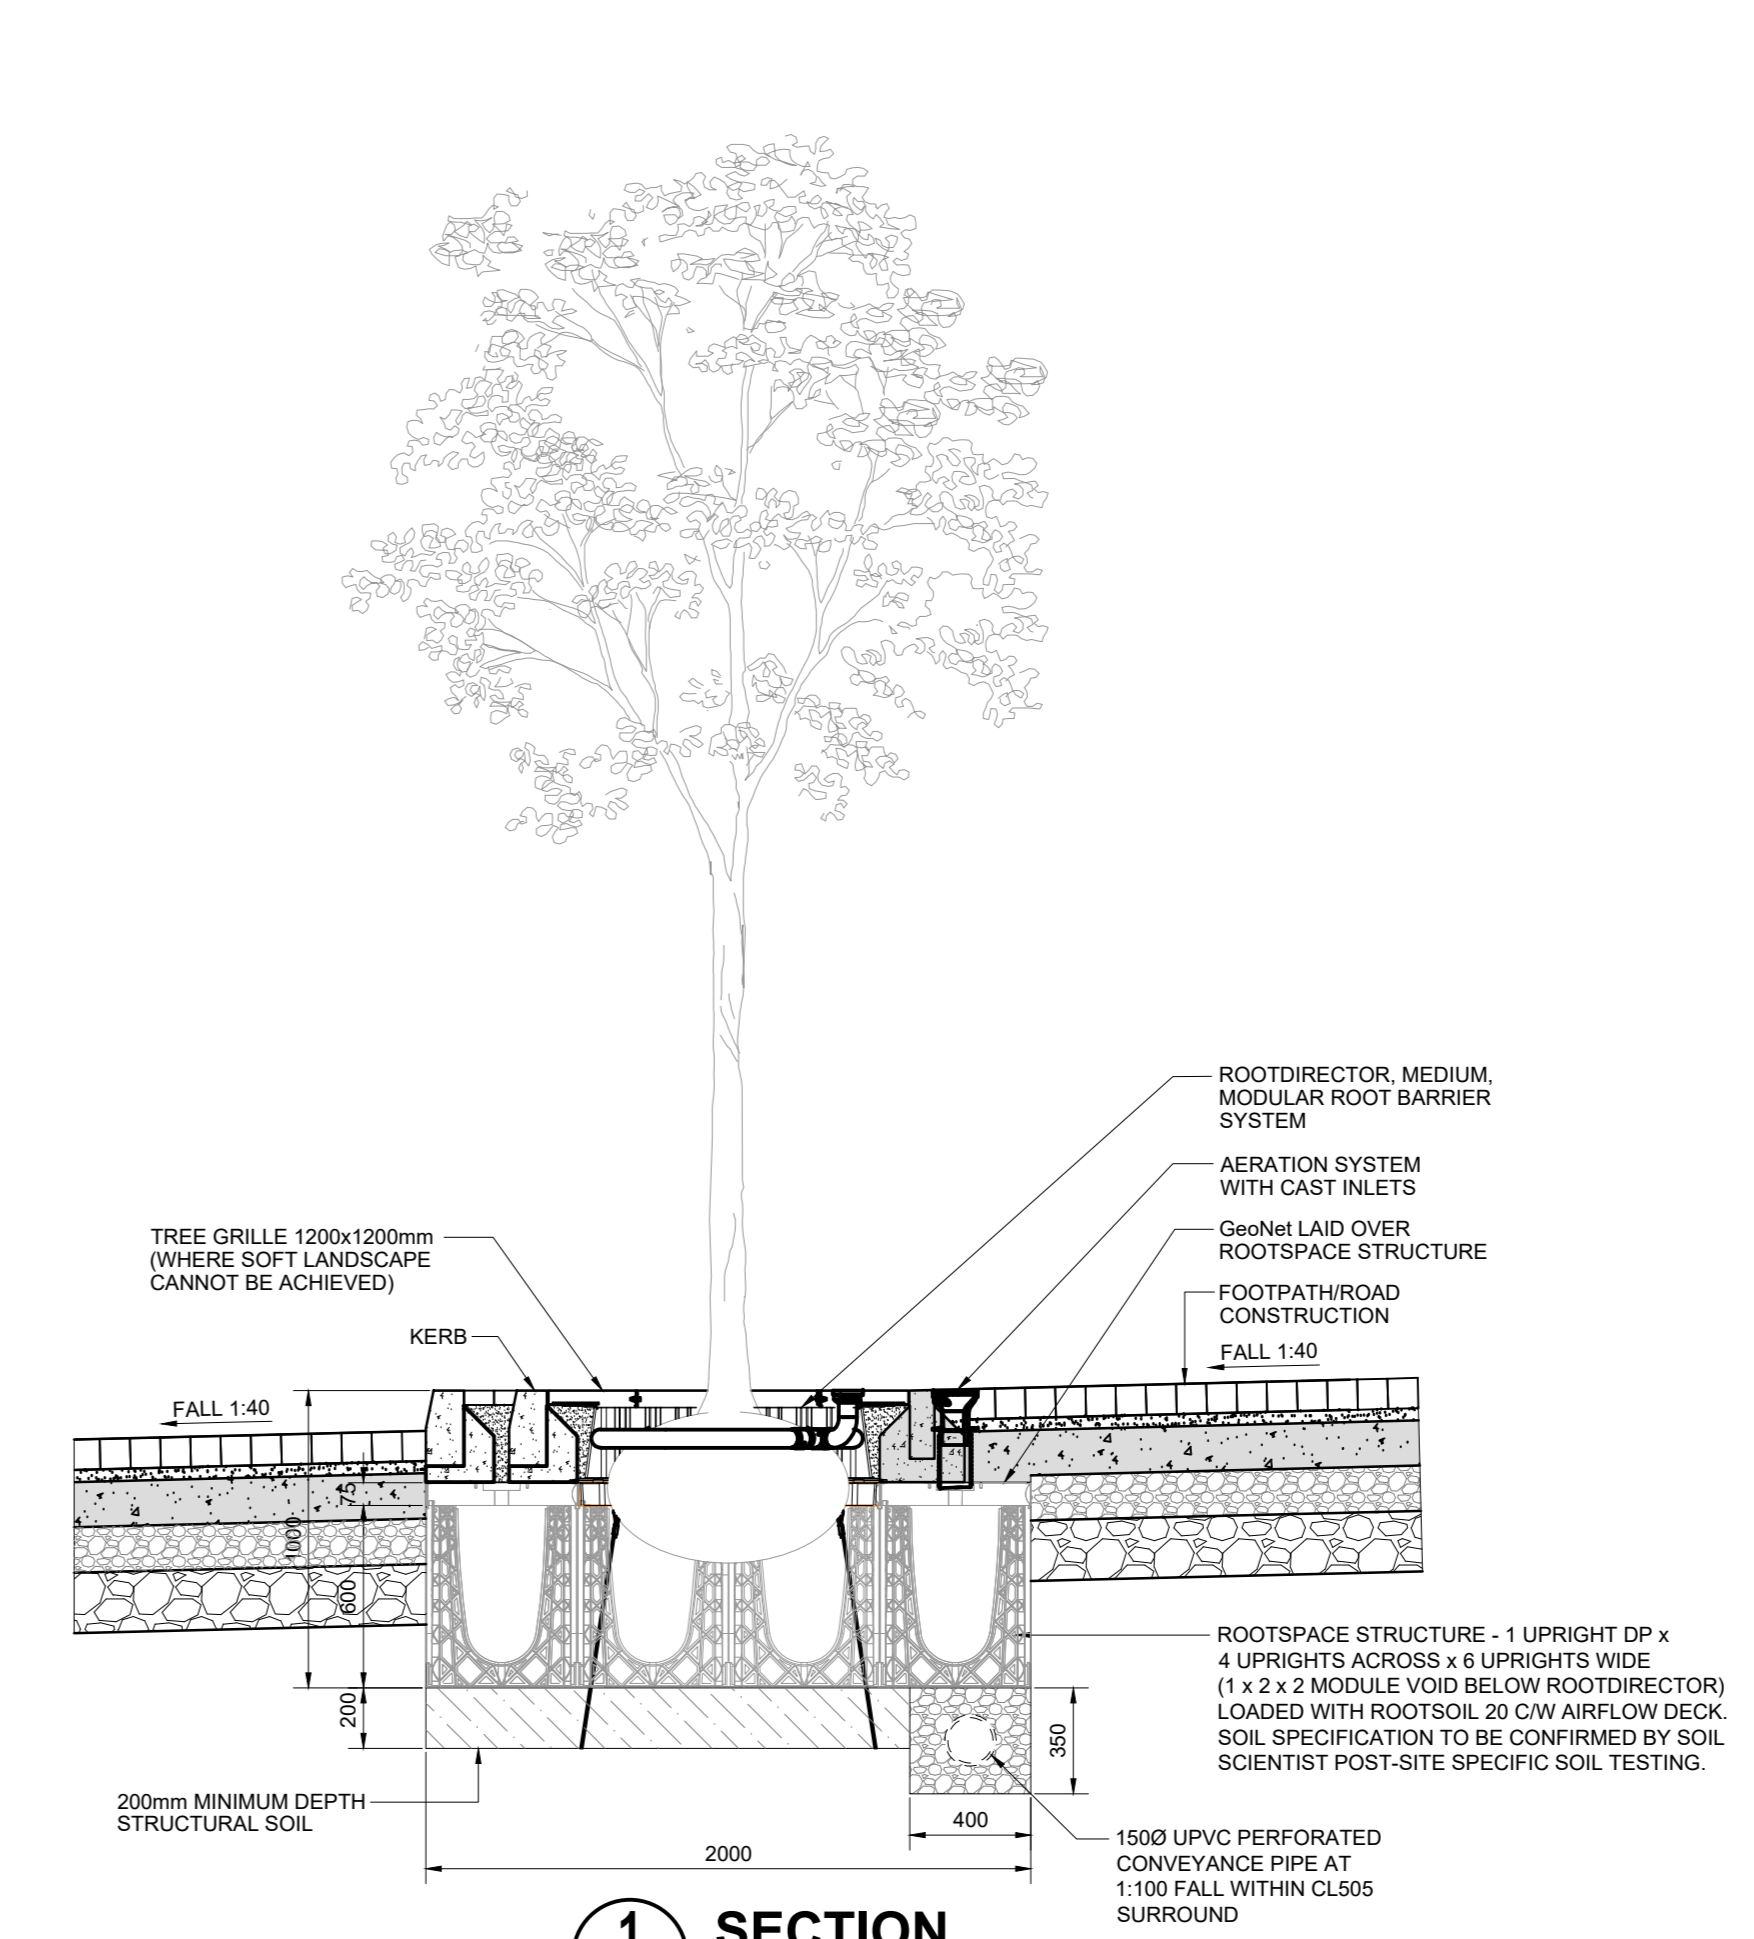 ROOTDIRECTOR, MEDIUM,
MODULAR ROOT BARRIER
SYSTEM
AERATION SYSTEM
WITH CAST INLETS
GeoNet LAID OVER
ROOTSPACE STRUCTURE
FOOTPATH/ROAD
CONSTRUCTION
FALL 1:40
TREE GRILLE 1200x1200mm
(WHERE SOFT LANDSCAPE
CANNOT BE ACHIEVED)
KERB
FALL 1:40
75
1000
600
200
350
ROOTSPACE STRUCTURE - 1 UPRIGHT DP x
4 UPRIGHTS ACROSS x 6 UPRIGHTS WIDE
(1 x 2 x 2 MODULE VOID BELOW ROOTDIRECTOR)
LOADED WITH ROOTSOIL 20 C/W AIRFLOW DECK.
SOIL SPECIFICATION TO BE CONFIRMED BY SOIL
SCIENTIST POST-SITE SPECIFIC SOIL TESTING.
200mm MINIMUM DEPTH
STRUCTURAL SOIL
400
2000
150Ø UPVC PERFORATED
CONVEYANCE PIPE AT
1:100 FALL WITHIN CL505
SURROUND
1 SECTION